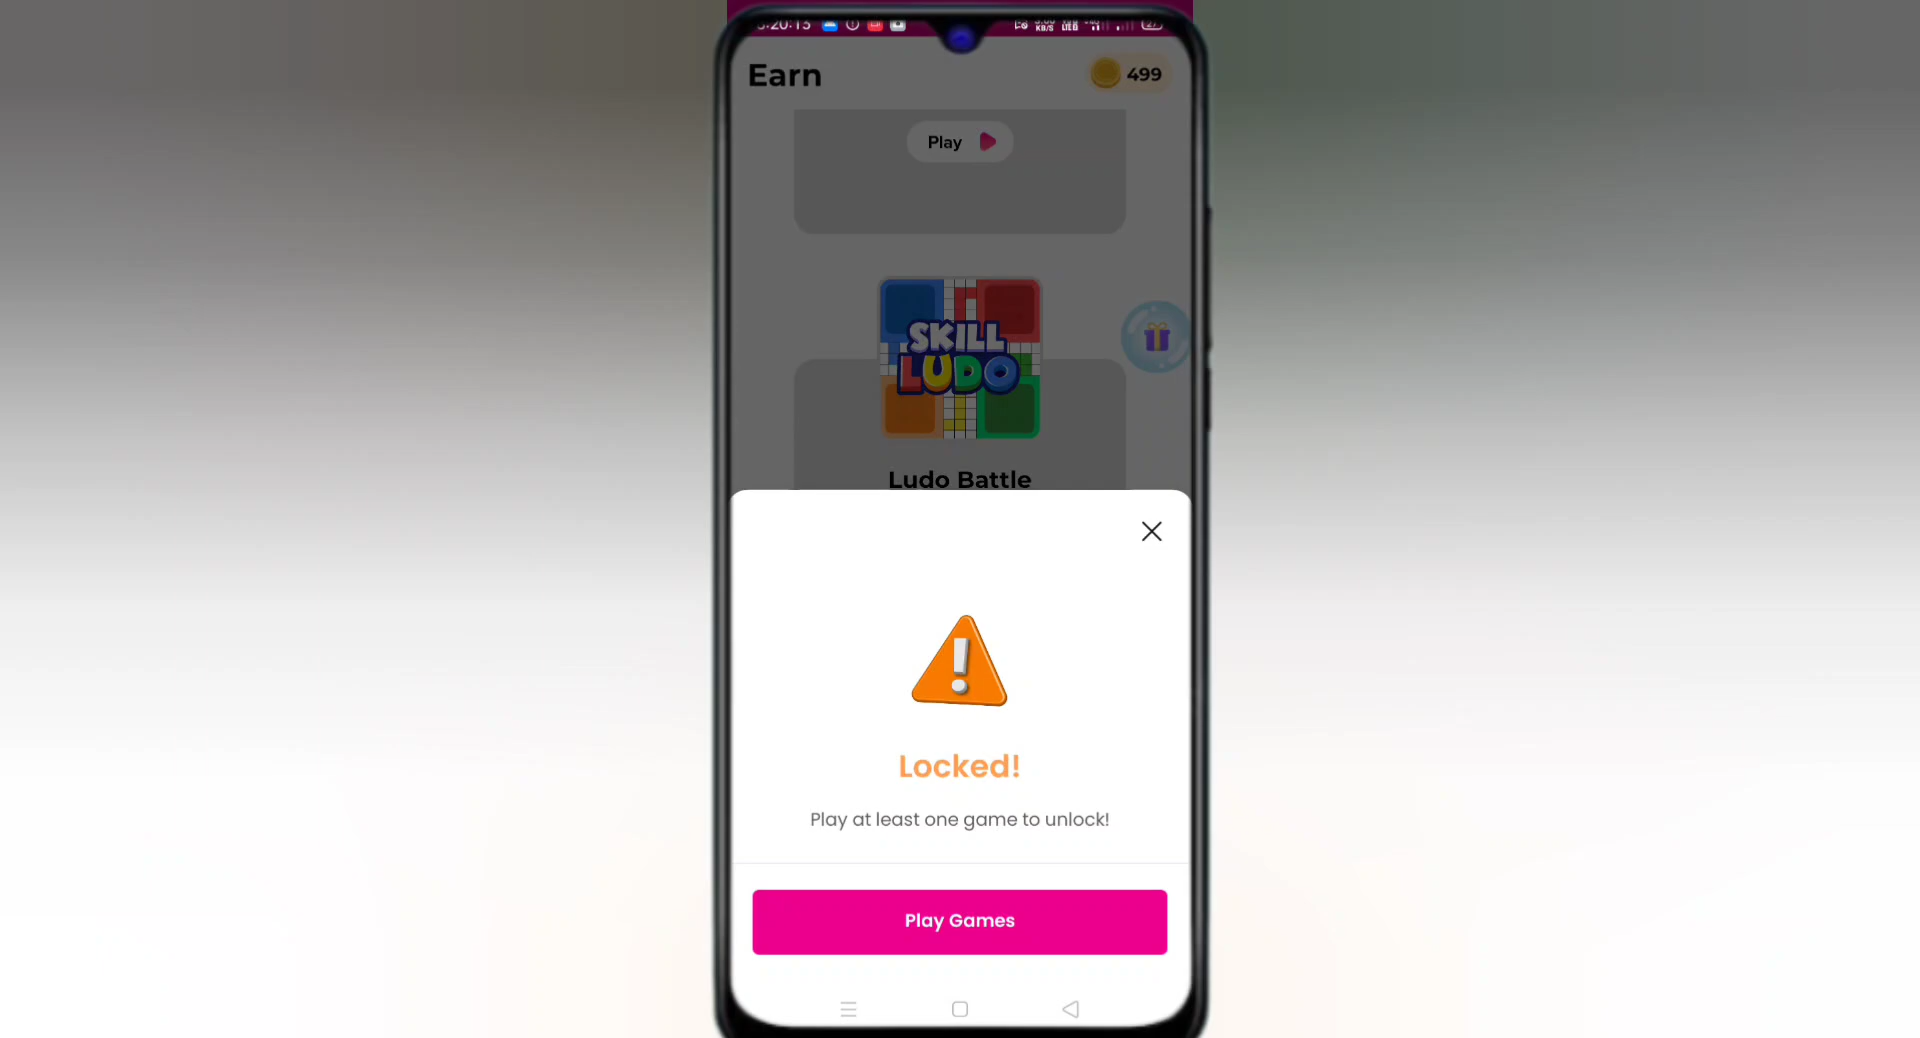 Earn
499
Play
SKILL
LUDO
Ludo Battle
Locked!
Play at least one game to unlock!
Play Games